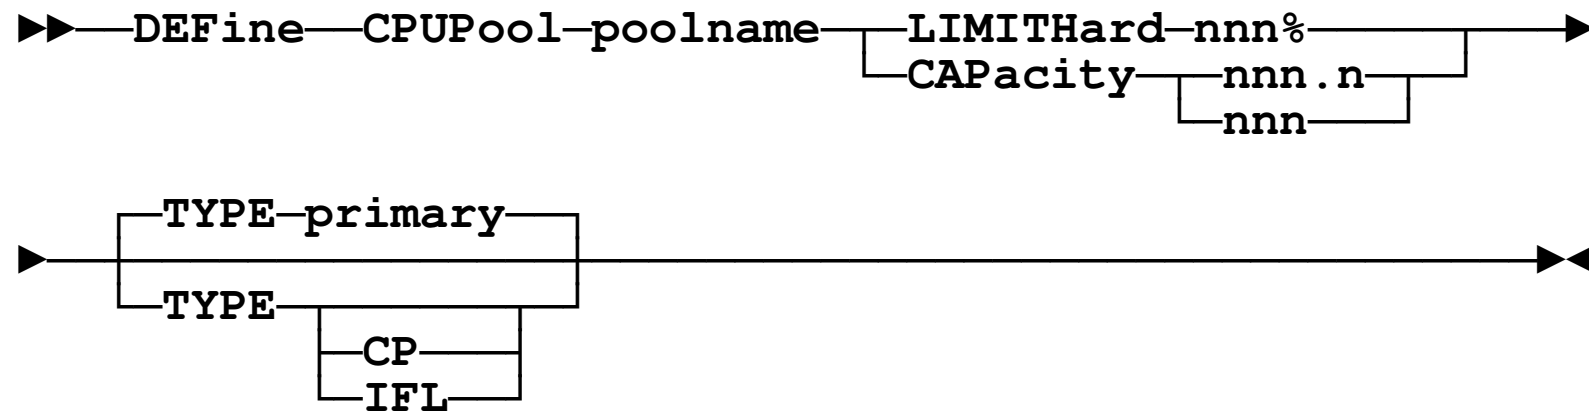 DEFine CPUPool poolname LIMITHard nnn%
CAPacity nnn.n
nnn
TYPE primary
TYPE
CP
IFL